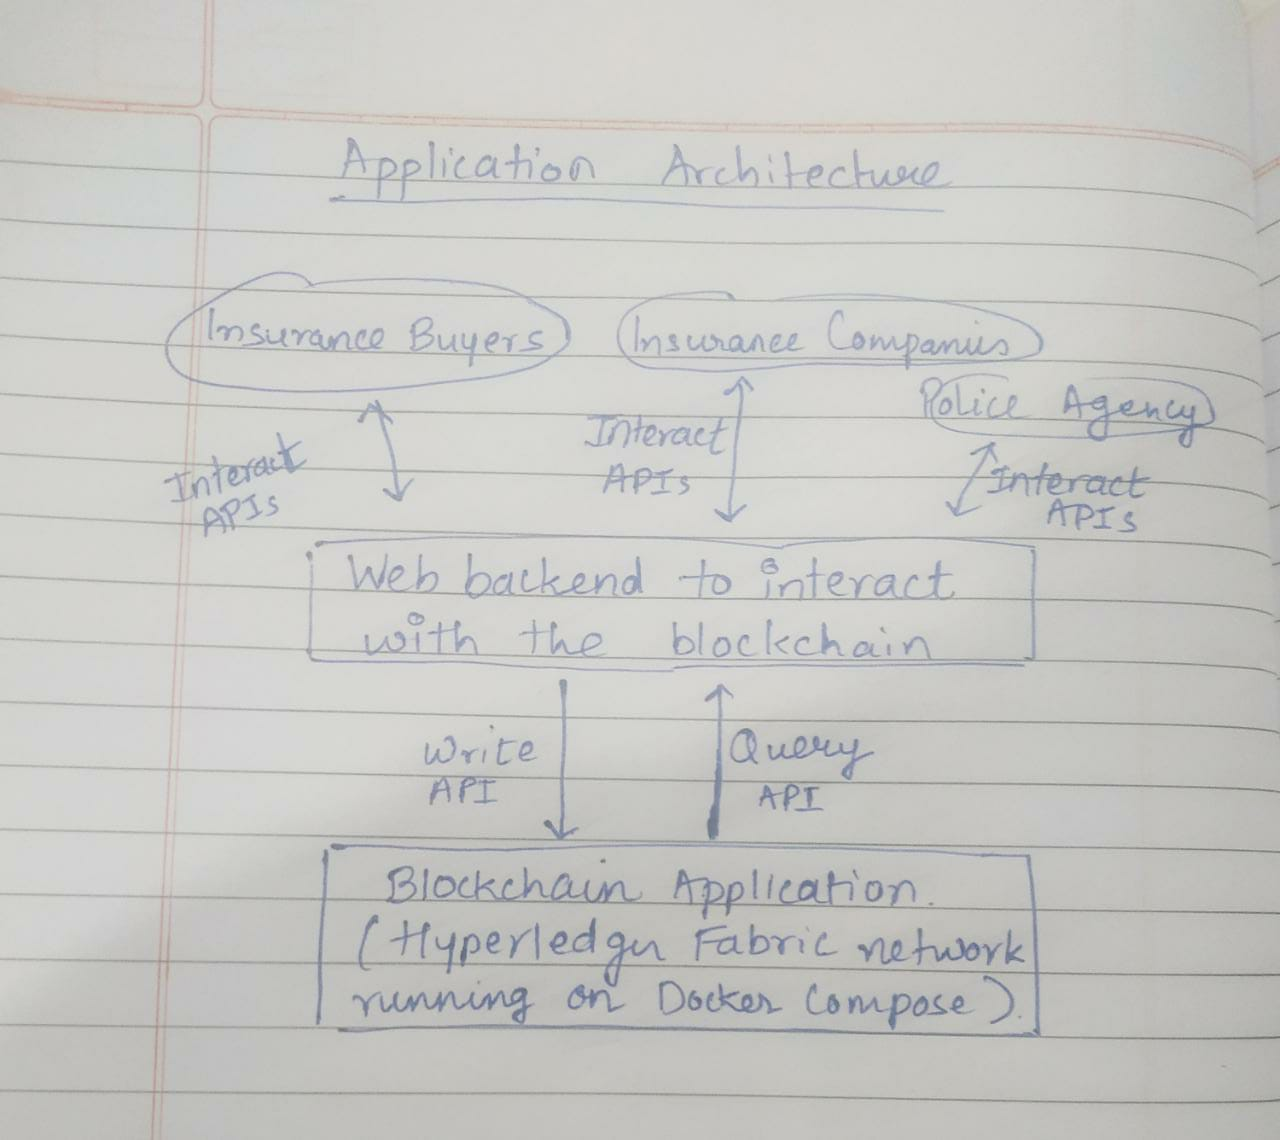 Application Architecture
Insurance Buyers
Insurance Companies
Police Agency
Interact
APIs
Interact
APIs
Interact
APIs
Web backend to interact
with the blockchain
Write
API
Query
API
Blockchain Application.
(Hyperledger Fabric network
running on Docker Compose).